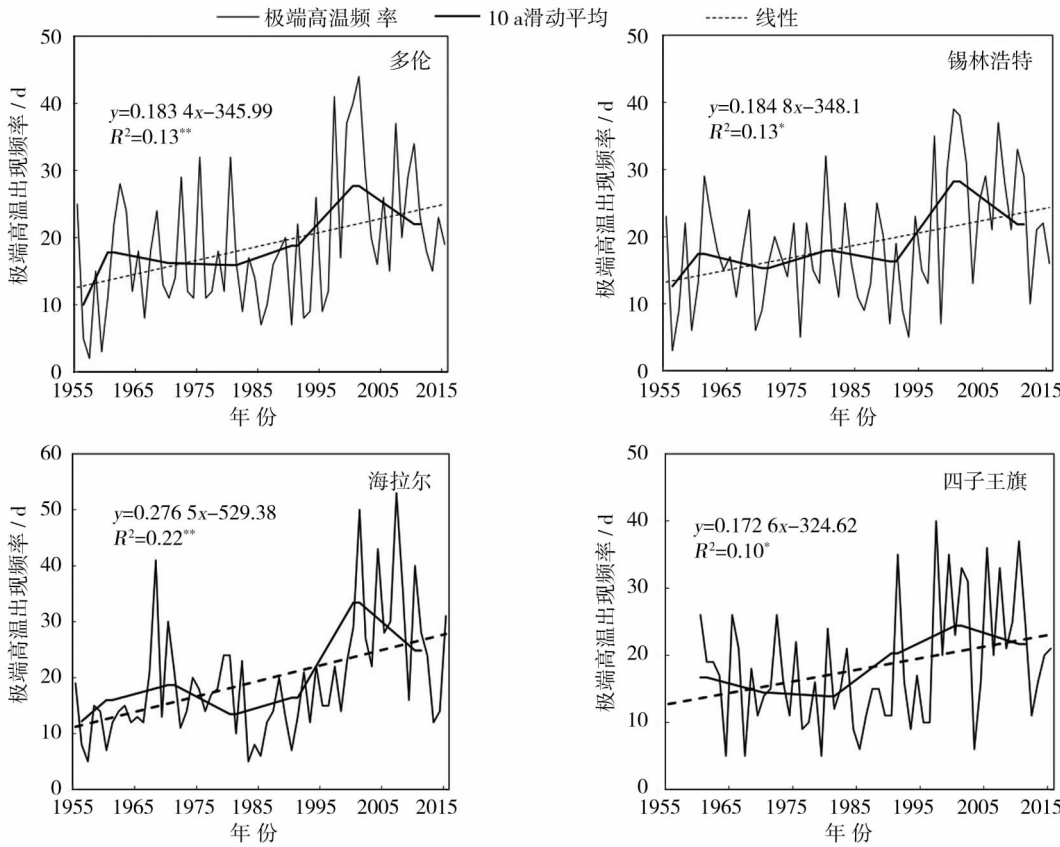 极端高温频 率 10 a滑动平均 线性
多伦
y=0.183 4x−345.99
R²=0.13**
极端高温出现频率 / d
50
40
30
20
10
0
1955 1965 1975 1985 1995 2005 2015
年 份
锡林浩特
y=0.184 8x−348.1
R²=0.13*
极端高温出现频率 / d
50
40
30
20
10
0
1955 1965 1975 1985 1995 2005 2015
年 份
海拉尔
y=0.276 5x−529.38
R²=0.22**
极端高温出现频率 / d
60
50
40
30
20
10
0
1955 1965 1975 1985 1995 2005 2015
年 份
四子王旗
y=0.172 6x−324.62
R²=0.10*
极端高温出现频率 / d
50
40
30
20
10
0
1955 1965 1975 1985 1995 2005 2015
年 份